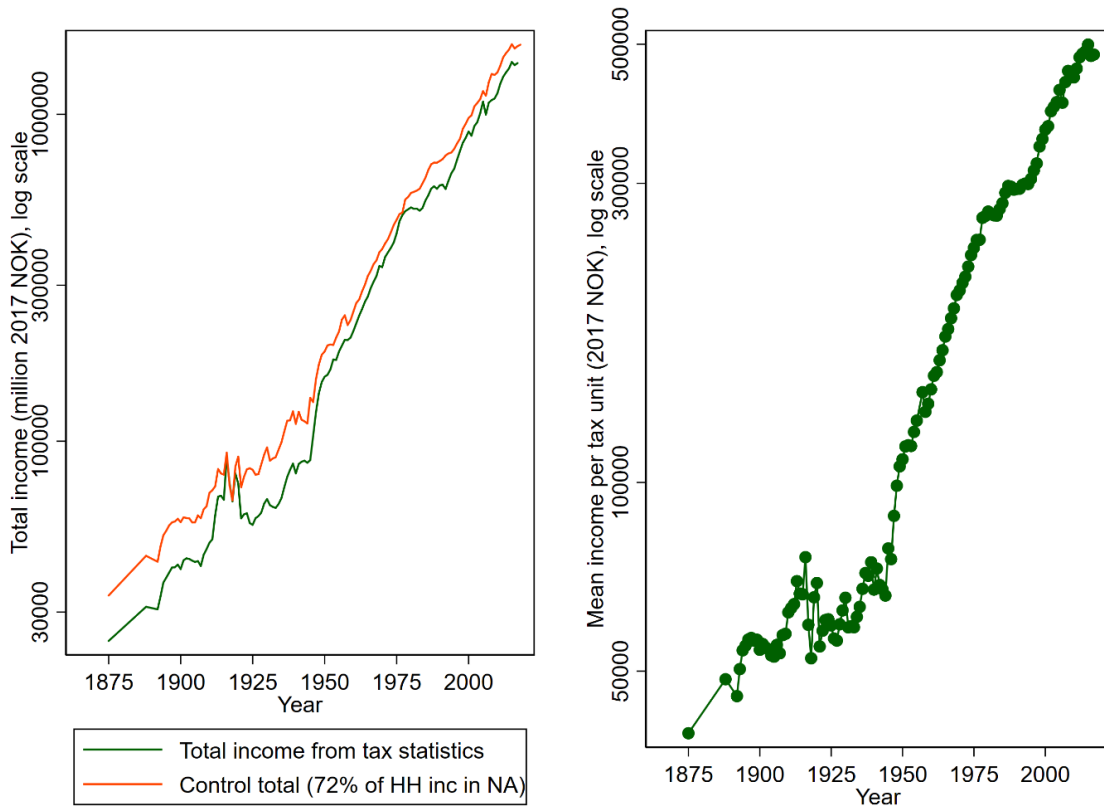 Total income (million 2017 NOK), log scale
1000000
300000
100000
30000
1875 1900 1925 1950 1975 2000
Year
Total income from tax statistics
Control total (72% of HH inc in NA)
Mean income per tax unit (2017 NOK), log scale
500000
300000
100000
50000
1875 1900 1925 1950 1975 2000
Year